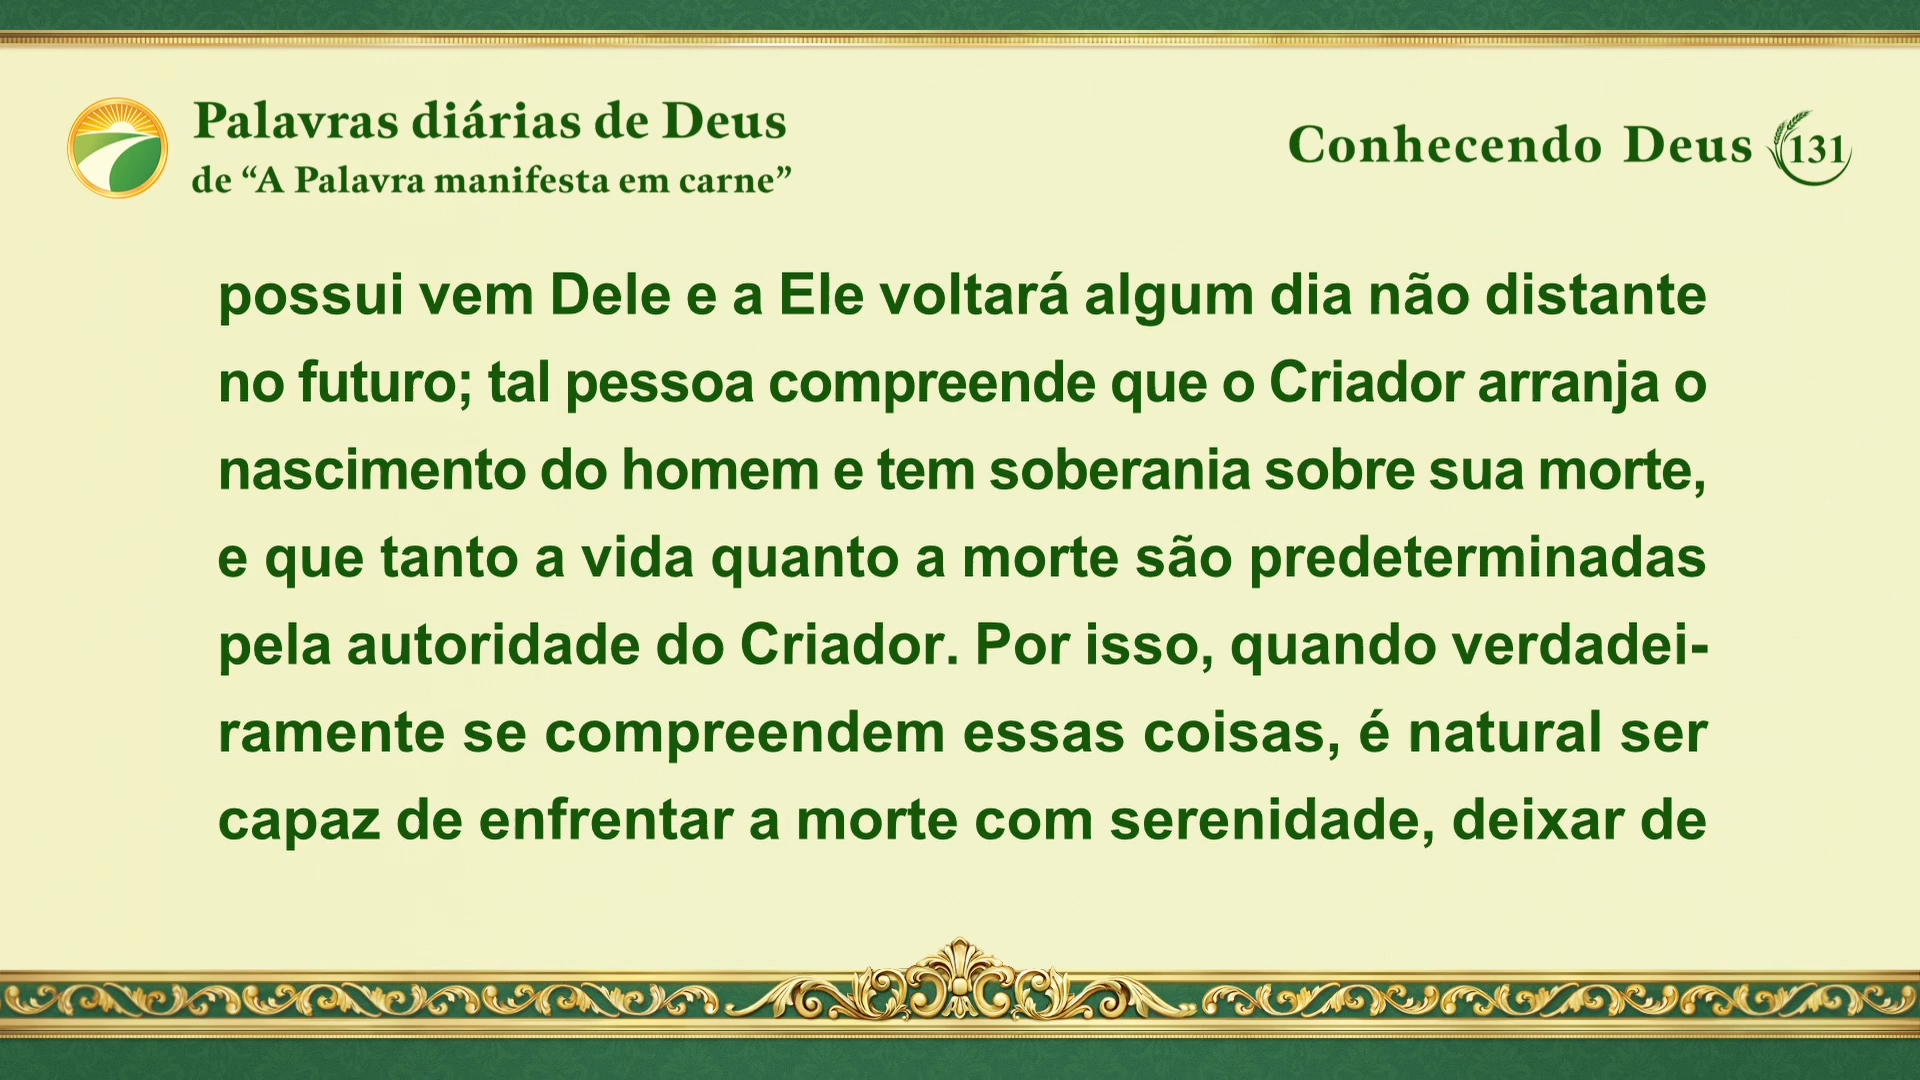 Palavras diárias de Deus
de “A Palavra manifesta em carne”
Conhecendo Deus 131
possui vem Dele e a Ele voltará algum dia não distante
no futuro; tal pessoa compreende que o Criador arranja o
nascimento do homem e tem soberania sobre sua morte,
e que tanto a vida quanto a morte são predeterminadas
pela autoridade do Criador. Por isso, quando verdadei-
ramente se compreendem essas coisas, é natural ser
capaz de enfrentar a morte com serenidade, deixar de